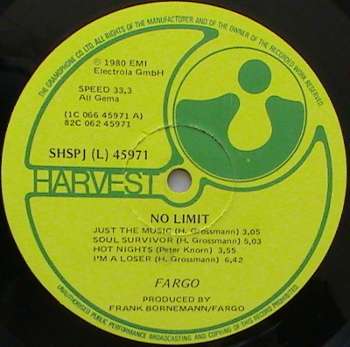 THE GRAMOPHONE CO. LTD. ALL RIGHTS OF THE MANUFACTURER AND OF THE OWNER OF THE RECORDED WORK RESERVED.
℗ 1980 EMI
Electrola GmbH
SPEED 33,3
All Gema
(1C 066 45971 A)
82C 062 45971
SHSPJ (L) 45971
HARVEST
NO LIMIT
JUST THE MUSIC (H. Grossmann) 3,05
SOUL SURVIVOR (H. Grossmann) 5,03
HOT NIGHTS (Peter Knorn) 3,55
I'M A LOSER (H. Grossmann) 6,42
FARGO
PRODUCED BY
FRANK BORNEMANN/FARGO
UNAUTHORISED PUBLIC PERFORMANCE BROADCASTING AND COPYING OF THIS RECORD PROHIBITED.